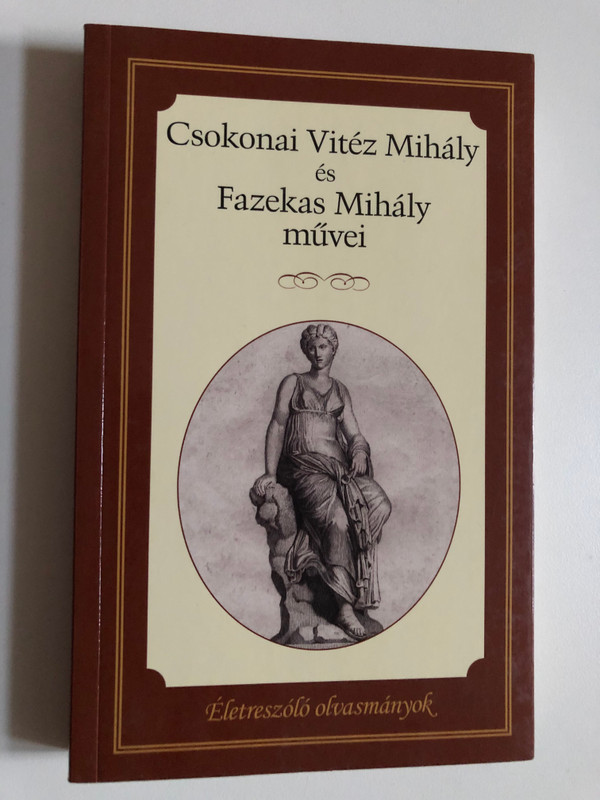 Csokonai Vitéz Mihály
és
Fazekas Mihály
művei
Életreszóló olvasmányok